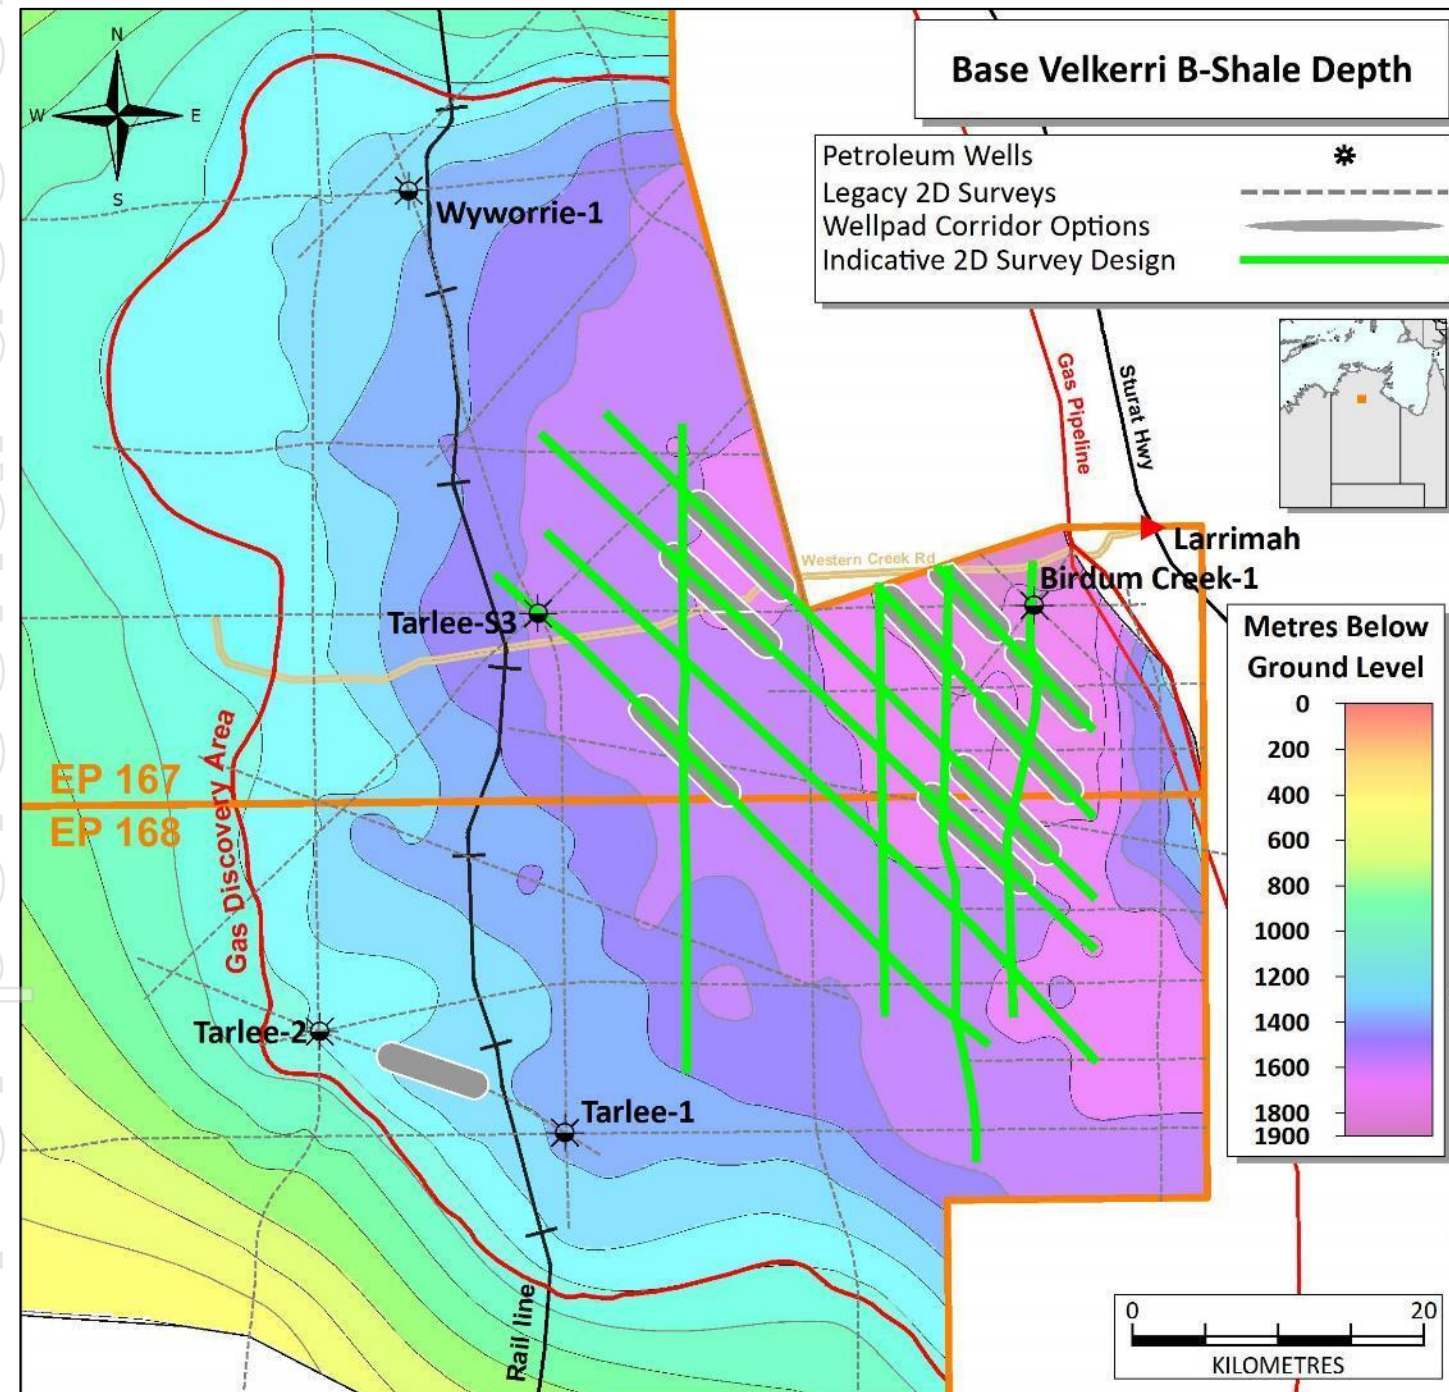 Base Velkerri B-Shale Depth
N
W
E
S
Petroleum Wells
Legacy 2D Surveys
Wellpad Corridor Options
Indicative 2D Survey Design
Wyworrie-1
Gas Pipeline
Sturat Hwy
Larrimah
Western Creek Rd
Birdum Creek-1
Tarlee-S3
Metres Below
Ground Level
0
200
400
600
800
1000
1200
1400
1600
1800
1900
EP 167
EP 168
Gas Discovery Area
Tarlee-2
Tarlee-1
Rail line
0
20
KILOMETRES